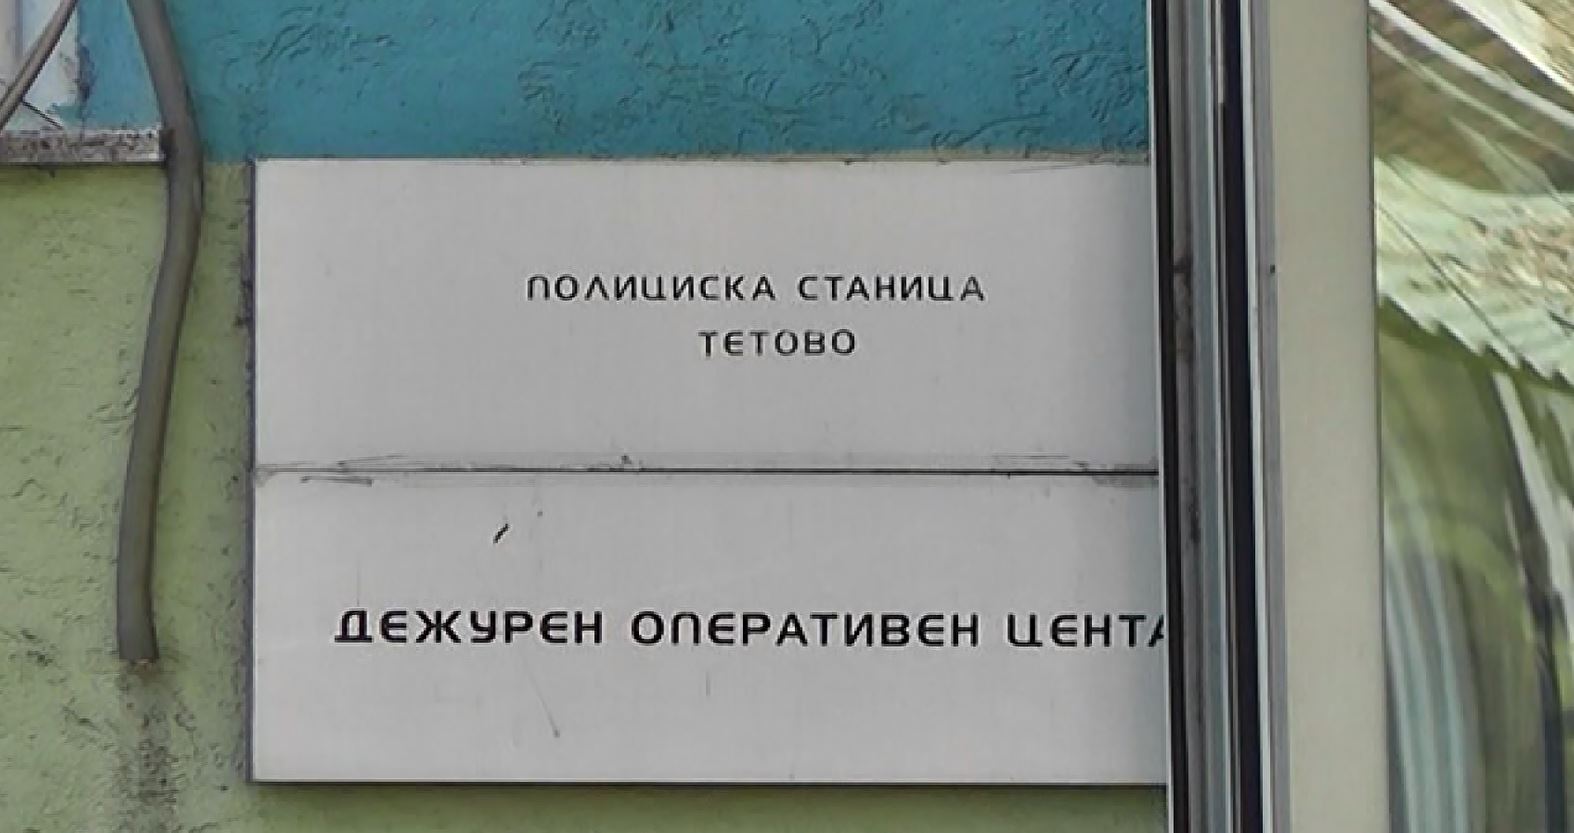 ПОЛИЦИСКА СТАНИЦА
ТЕТОВО
ДЕЖУРЕН ОПЕРАТИВЕН ЦЕНТА